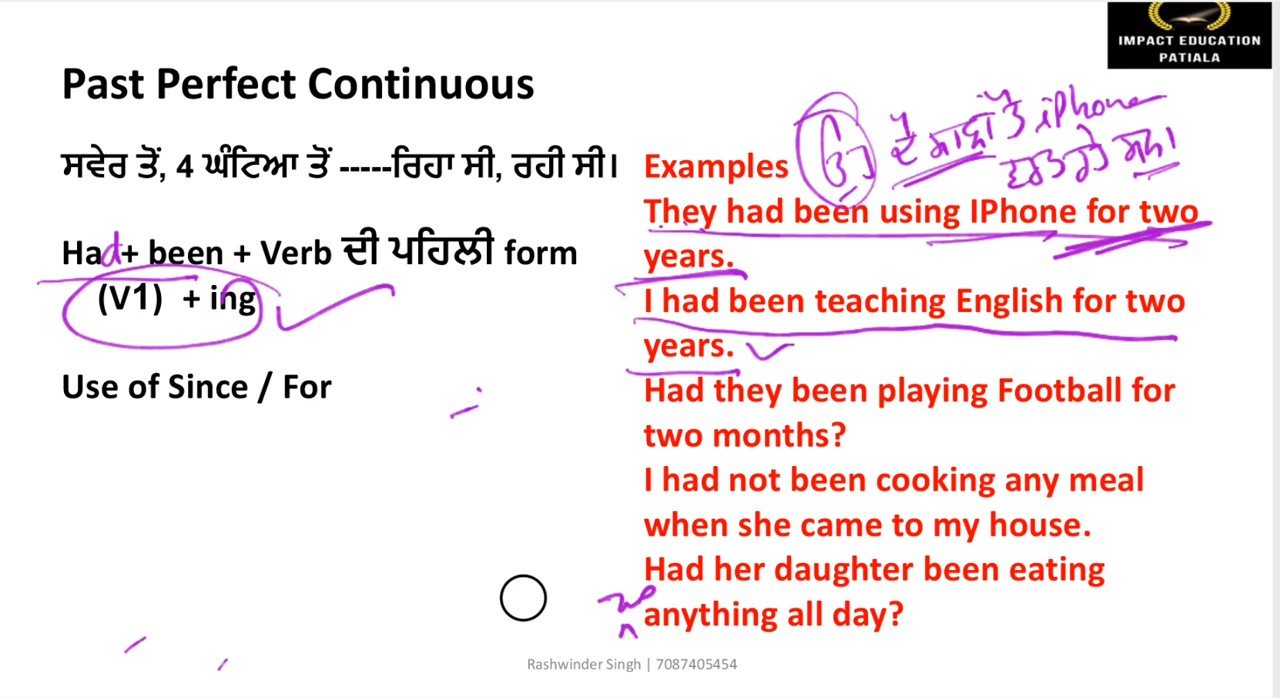 IMPACT EDUCATION
PATIALA
Past Perfect Continuous
ਸਵੇਰ ਤੋਂ, 4 ਘੰਟਿਆ ਤੋਂ -----ਰਿਹਾ ਸੀ, ਰਹੀ ਸੀ।
Had+ been + Verb ਦੀ ਪਹਿਲੀ form
(V1) + ing
Use of Since / For
iPhone
Examples
They had been using IPhone for two
years.
I had been teaching English for two
years.
Had they been playing Football for
two months?
I had not been cooking any meal
when she came to my house.
Had her daughter been eating
anything all day?
Rashwinder Singh | 7087405454